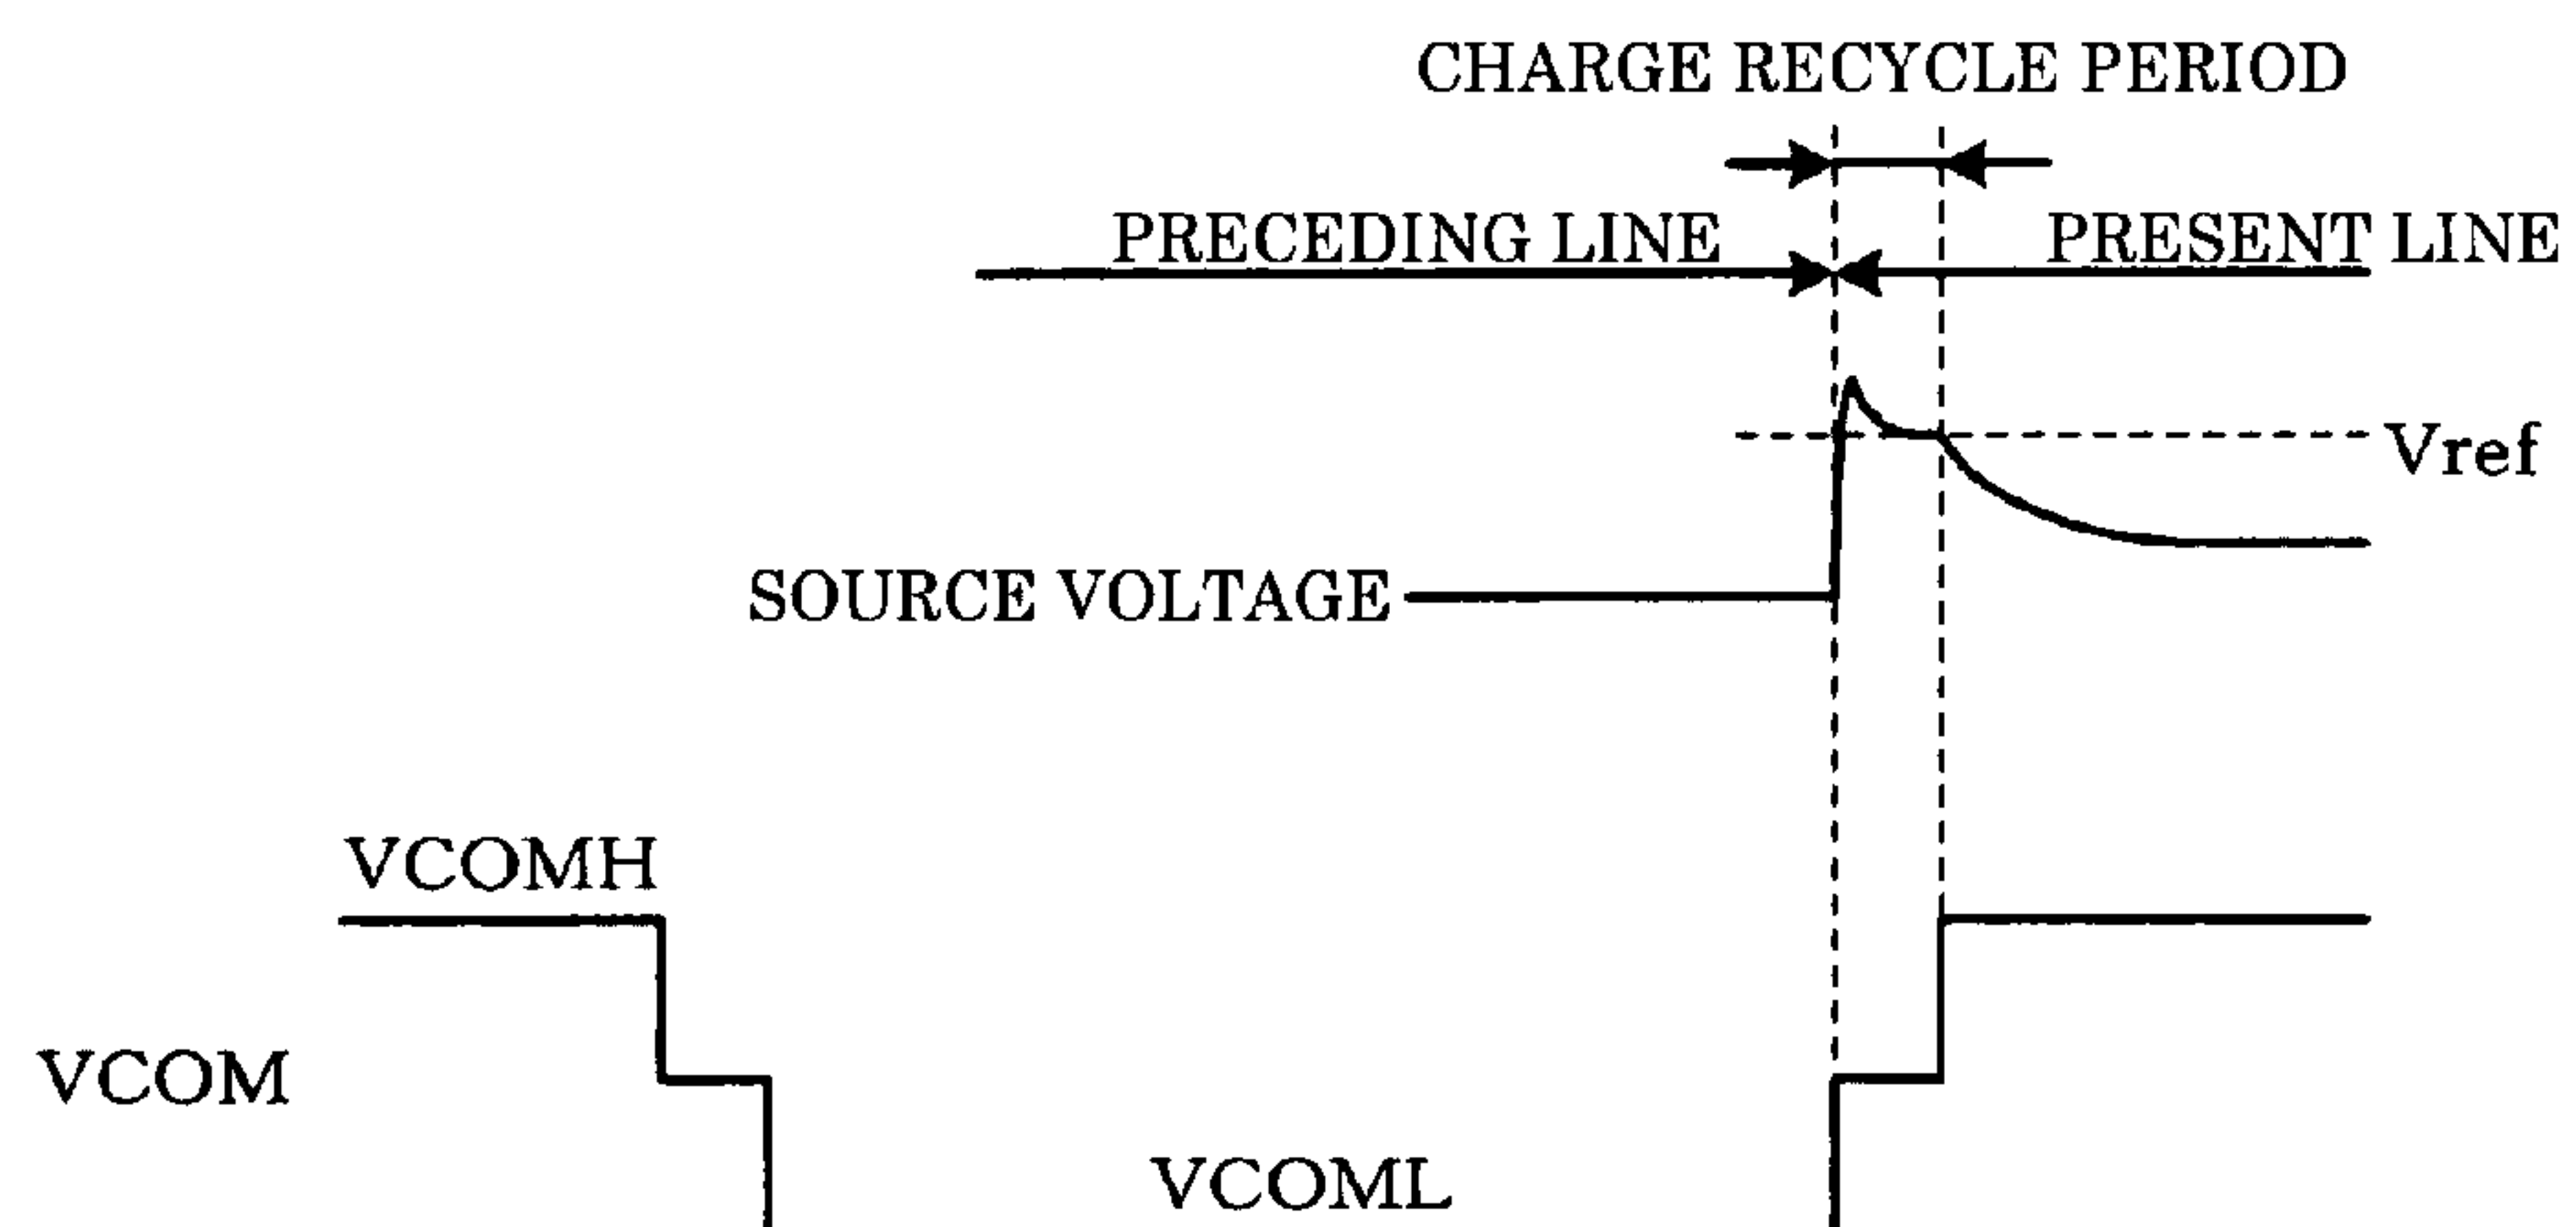 CHARGE RECYCLE PERIOD
PRECEDING LINE
PRESENT LINE
Vref
SOURCE VOLTAGE
VCOMH
VCOM
VCOML